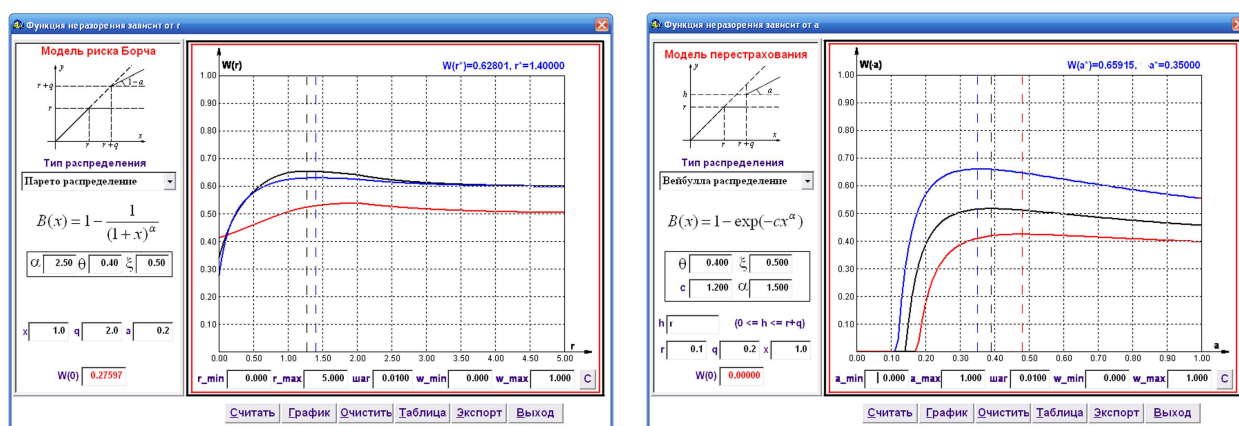 Функция неразорения зависит от r
Модель риска Борча
y
r+q
1-a
r
r
r+q
x
Тип распределения
Парето распределение
B(x) = 1 - 1/(1+x)^α
α 2.50 θ 0.40 ξ 0.50
x 1.0 q 2.0 a 0.2
W(0) 0.27597
W(r)
W(r*)=0.62801, r*=1.40000
1.00
0.90
0.80
0.70
0.60
0.50
0.40
0.30
0.20
0.10
r
0.00 0.50 1.00 1.50 2.00 2.50 3.00 3.50 4.00 4.50 5.00
r_min 0.000 r_max 5.000 шаг 0.0100 w_min 0.000 w_max 1.000 C
Считать График Очистить Таблица Экспорт Выход
Функция неразорения зависит от a
Модель перестрахования
y
h
a
r
r
r+q
x
Тип распределения
Вейбулла распределение
B(x) = 1 - exp(-cx^α)
θ 0.400 ξ 0.500
c 1.200 α 1.500
h r (0 <= h <= r+q)
r 0.1 q 0.2 x 1.0
W(0) 0.00000
W(a)
W(a*)=0.65915, a*=0.35000
1.00
0.90
0.80
0.70
0.60
0.50
0.40
0.30
0.20
0.10
a
0.00 0.10 0.20 0.30 0.40 0.50 0.60 0.70 0.80 0.90 1.00
a_min 0.000 a_max 1.000 шаг 0.0100 w_min 0.000 w_max 1.000 C
Считать График Очистить Таблица Экспорт Выход